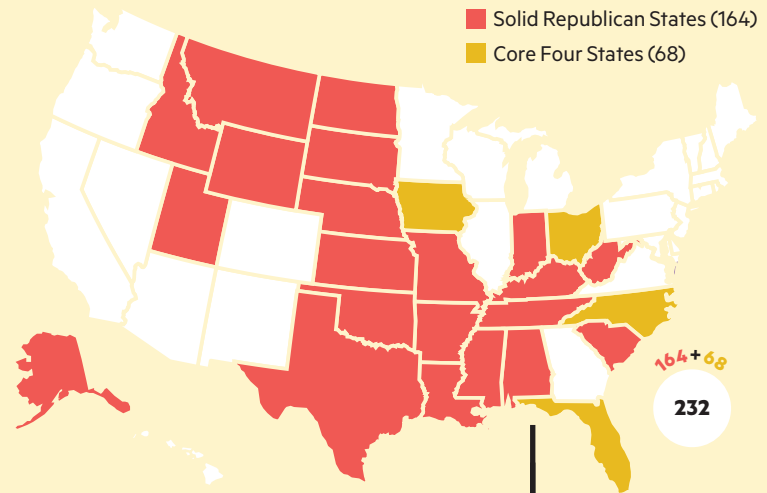 Solid Republican States (164)
Core Four States (68)
164+68
232